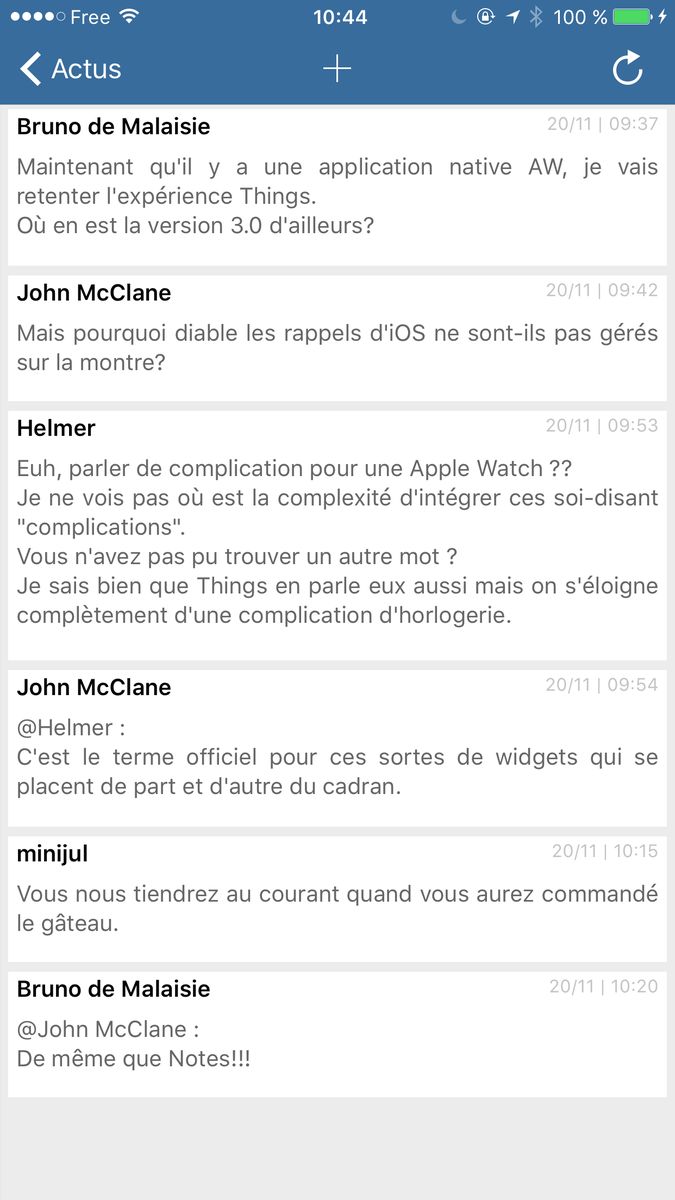 Free 10:44 100 %
Actus
Bruno de Malaisie 20/11 | 09:37
Maintenant qu'il y a une application native AW, je vais
retenter l'expérience Things.
Où en est la version 3.0 d'ailleurs?
John McClane 20/11 | 09:42
Mais pourquoi diable les rappels d'iOS ne sont-ils pas gérés
sur la montre?
Helmer 20/11 | 09:53
Euh, parler de complication pour une Apple Watch ??
Je ne vois pas où est la complexité d'intégrer ces soi-disant
"complications".
Vous n'avez pas pu trouver un autre mot ?
Je sais bien que Things en parle eux aussi mais on s'éloigne
complètement d'une complication d'horlogerie.
John McClane 20/11 | 09:54
@Helmer :
C'est le terme officiel pour ces sortes de widgets qui se
placent de part et d'autre du cadran.
minijul 20/11 | 10:15
Vous nous tiendrez au courant quand vous aurez commandé
le gâteau.
Bruno de Malaisie 20/11 | 10:20
@John McClane :
De même que Notes!!!